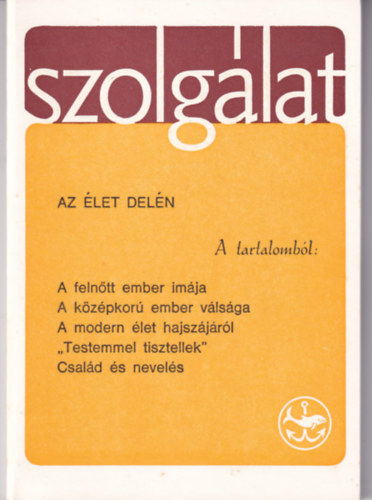 szolgálat
AZ ÉLET DELÉN
A tartalomból:
A felnőtt ember imája
A középkorú ember válsága
A modern élet hajszájáról
„Testemmel tisztellek"
Család és nevelés